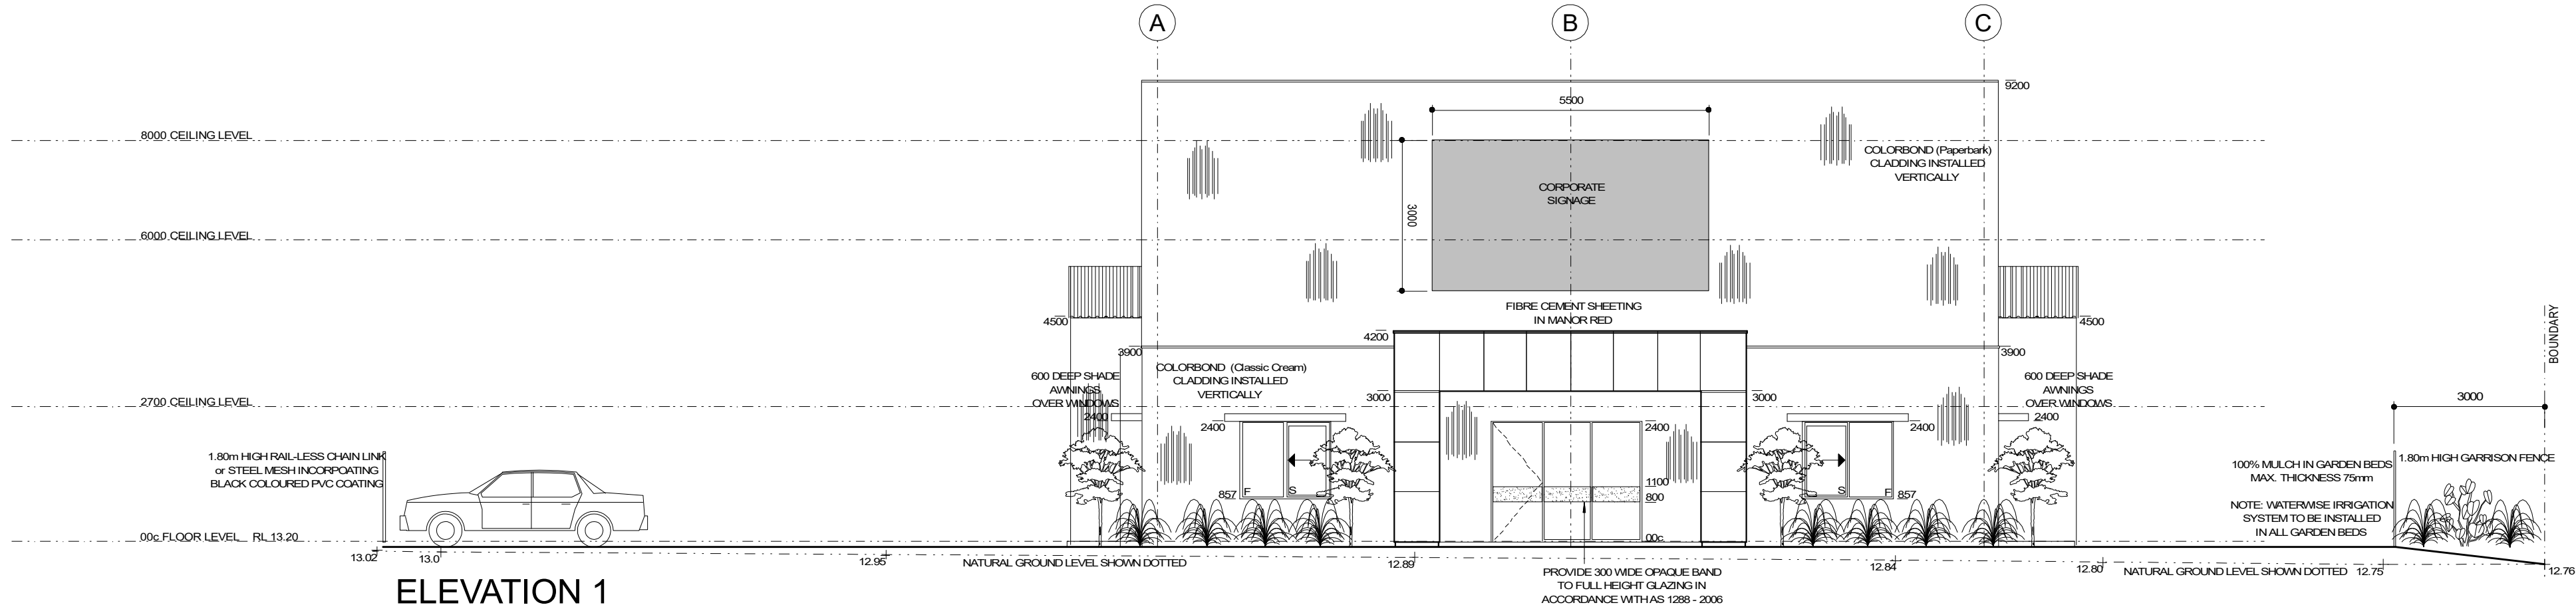 A
B
C
9200
5500
8000 CEILING LEVEL
COLORBOND (Paperbark)
CLADDING INSTALLED
VERTICALLY
CORPORATE
SIGNAGE
3000
6000 CEILING LEVEL
FIBRE CEMENT SHEETING
IN MANOR RED
4500
4500
4200
3900
3900
BOUNDARY
COLORBOND (Classic Cream)
CLADDING INSTALLED
VERTICALLY
600 DEEP SHADE
AWNINGS
OVER WINDOWS
2400
600 DEEP SHADE
AWNINGS
OVER WINDOWS
2400
3000
3000
3000
2700 CEILING LEVEL
2400
2400
2400
1.80m HIGH RAIL-LESS CHAIN LINK
or STEEL MESH INCORPOATING
BLACK COLOURED PVC COATING
1.80m HIGH GARRISON FENCE
100% MULCH IN GARDEN BEDS
MAX. THICKNESS 75mm
NOTE: WATERWISE IRRIGATION
SYSTEM TO BE INSTALLED
IN ALL GARDEN BEDS
857
F
S
1100
800
S
F
857
00c FLOOR LEVEL RL 13.20
00c
13.02
13.0
12.95
NATURAL GROUND LEVEL SHOWN DOTTED
12.89
12.84
12.80
NATURAL GROUND LEVEL SHOWN DOTTED
12.75
12.76
PROVIDE 300 WIDE OPAQUE BAND
TO FULL HEIGHT GLAZING IN
ACCORDANCE WITH AS 1288 - 2006
ELEVATION 1